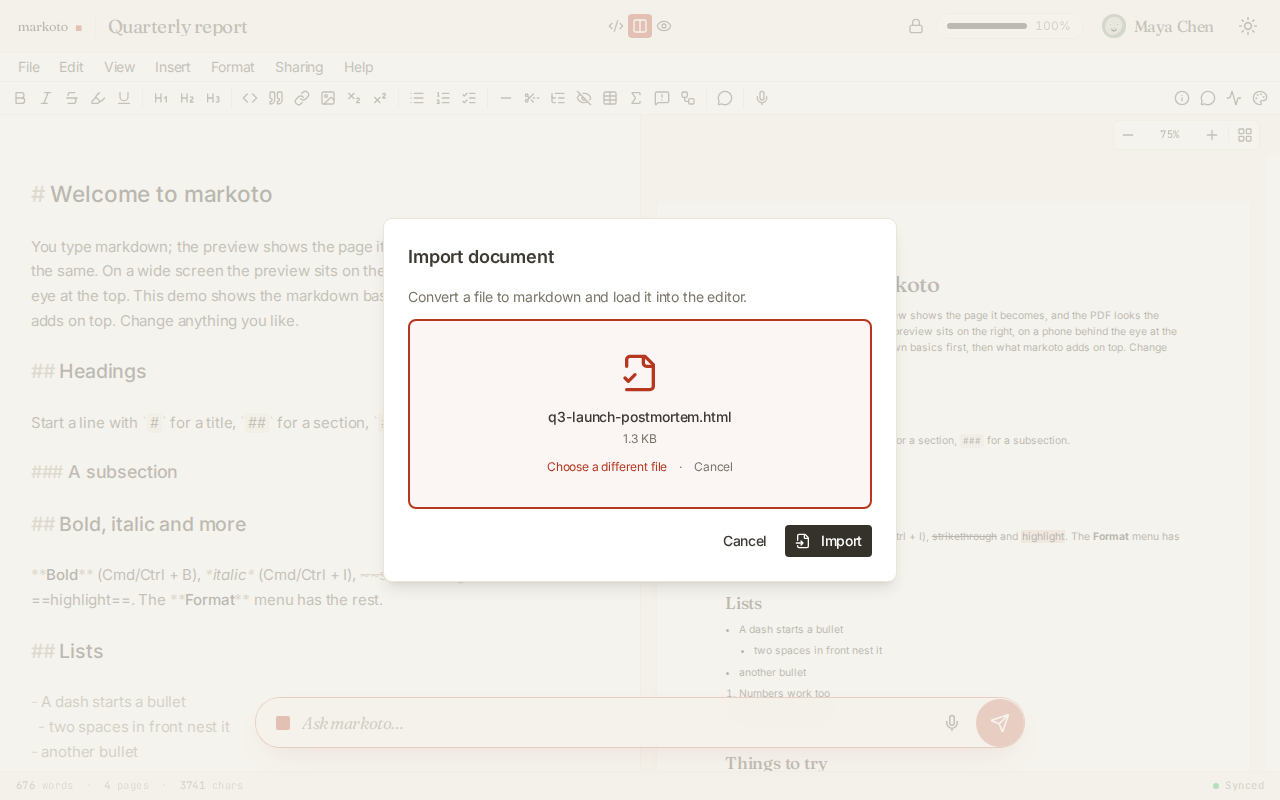 markoto
Quarterly report
100%
Maya Chen
File Edit View Insert Format Sharing Help
H1 H2 H3
75%
# Welcome to markoto
You type markdown; the preview shows the page it
the same. On a wide screen the preview sits on the
eye at the top. This demo shows the markdown bas
adds on top. Change anything you like.
## Headings
Start a line with `#` for a title, `##` for a section, `
### A subsection
## Bold, italic and more
**Bold** (Cmd/Ctrl + B), *italic* (Cmd/Ctrl + I), ~~s
==highlight==. The **Format** menu has the rest.
## Lists
- A dash starts a bullet
- two spaces in front nest it
- another bullet
Import document
Convert a file to markdown and load it into the editor.
q3-launch-postmortem.html
1.3 KB
Choose a different file · Cancel
Cancel
Import
koto
w shows the page it becomes, and the PDF looks the
preview sits on the right, on a phone behind the eye at the
wn basics first, then what markoto adds on top. Change
or a section, ### for a subsection.
trl + I), strikethrough and highlight. The Format menu has
Lists
• A dash starts a bullet
• two spaces in front nest it
• another bullet
1. Numbers work too
Things to try
Ask markoto...
676 words · 4 pages · 3741 chars
Synced